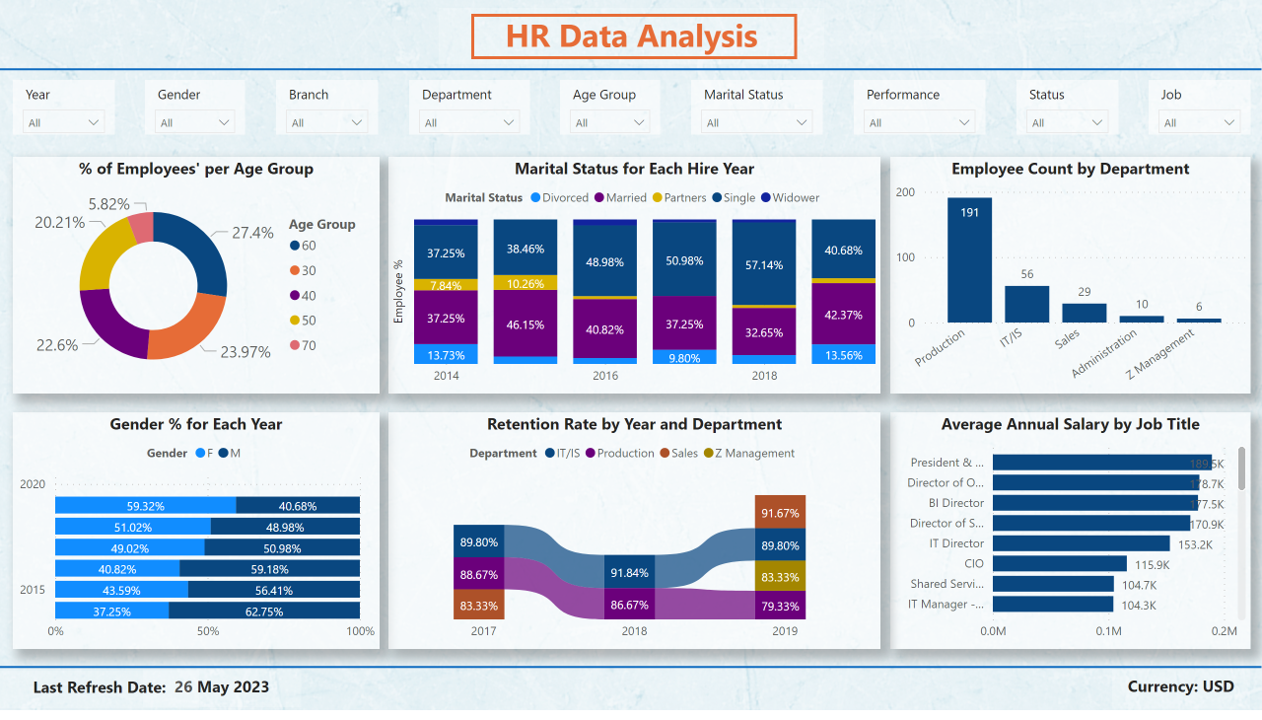 HR Data Analysis
Year Gender Branch Department Age Group Marital Status Performance Status Job
All All All All All All All All All
% of Employees' per Age Group
5.82%
20.21%
27.4%
22.6%
23.97%
Age Group
60
30
40
50
70
Marital Status for Each Hire Year
Marital Status Divorced Married Partners Single Widower
Employee %
37.25% 38.46% 48.98% 50.98% 57.14% 40.68%
7.84% 10.26%
37.25% 46.15% 40.82% 37.25% 32.65% 42.37%
13.73% 9.80% 13.56%
2014 2016 2018
Employee Count by Department
200
100
0
191
56
29
10
6
Production IT/IS Sales Administration Z Management
Gender % for Each Year
Gender F M
2020
59.32% 40.68%
51.02% 48.98%
49.02% 50.98%
40.82% 59.18%
2015 43.59% 56.41%
37.25% 62.75%
0% 50% 100%
Retention Rate by Year and Department
Department IT/IS Production Sales Z Management
89.80%
88.67%
83.33%
91.84%
86.67%
91.67%
89.80%
83.33%
79.33%
2017 2018 2019
Average Annual Salary by Job Title
President & ... 189.5K
Director of O... 178.7K
BI Director 177.5K
Director of S... 170.9K
IT Director 153.2K
CIO 115.9K
Shared Servi... 104.7K
IT Manager -... 104.3K
0.0M 0.1M 0.2M
Last Refresh Date: 26 May 2023
Currency: USD